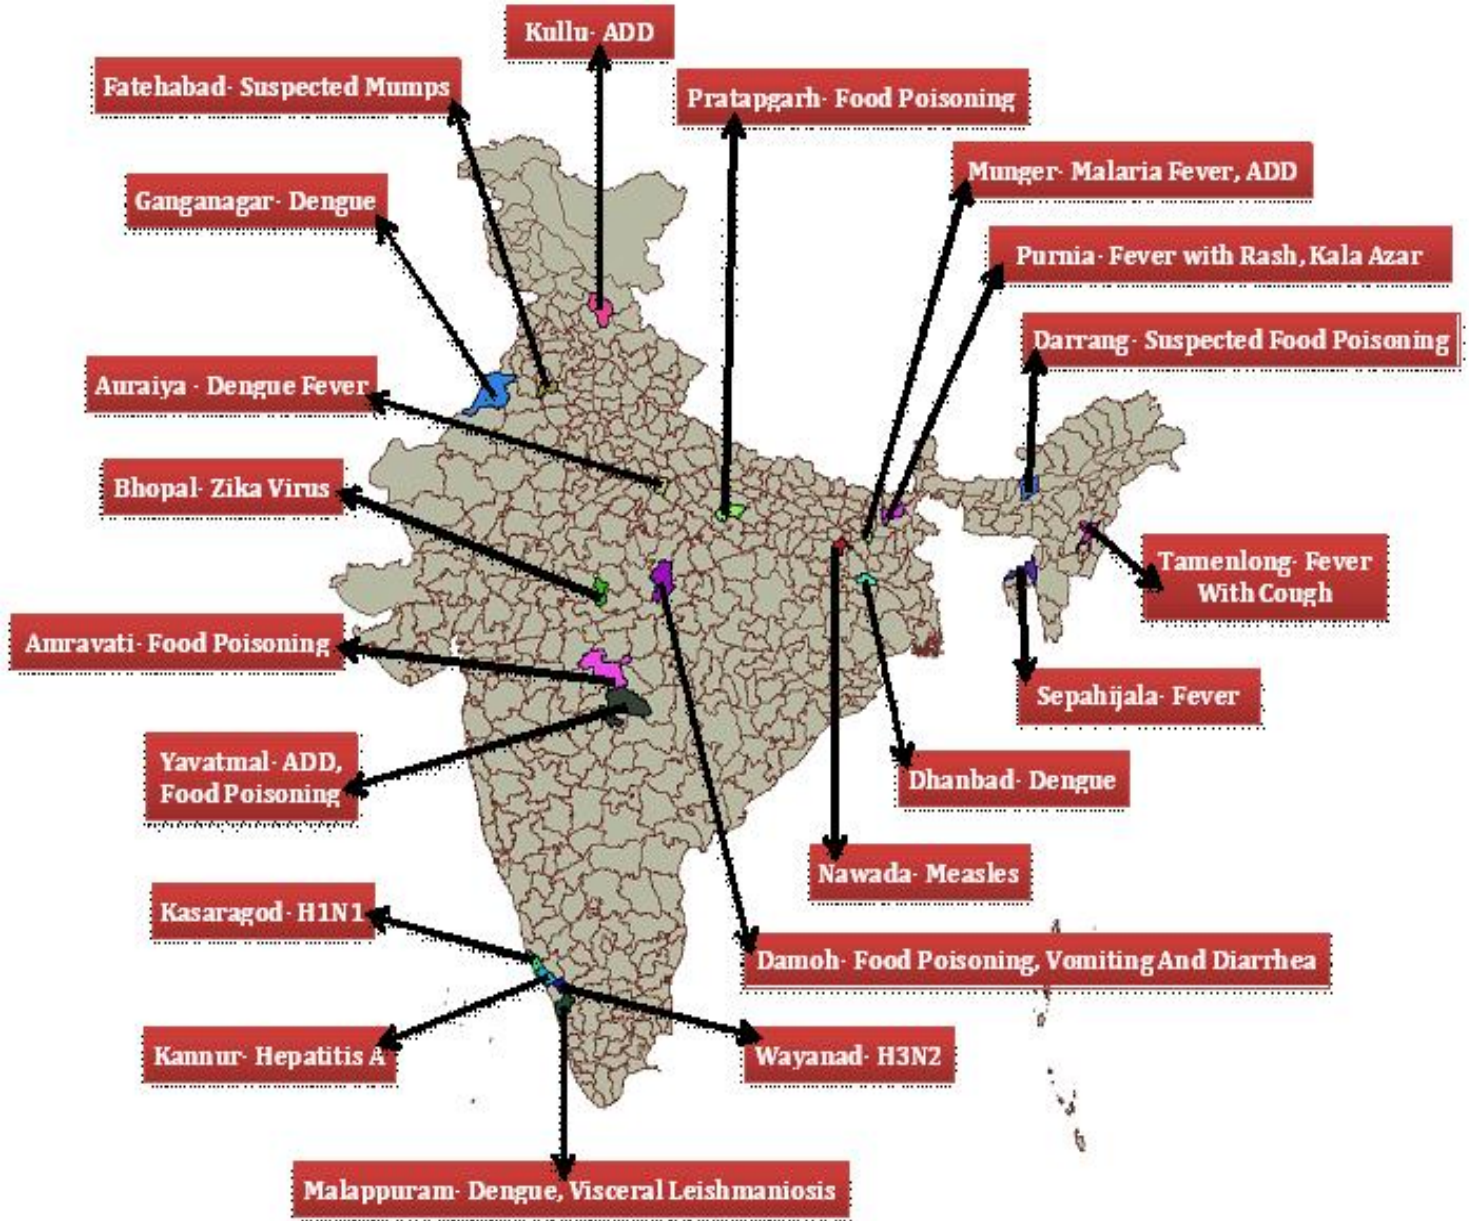 Kullu- ADD
Fatehabad- Suspected Mumps
Pratapgarh- Food Poisoning
Munger- Malaria Fever, ADD
Ganganagar- Dengue
Purnia- Fever with Rash, Kala Azar
Darrang- Suspected Food Poisoning
Auraiya - Dengue Fever
Bhopal- Zika Virus
Tamenlong- Fever
With Cough
Amravati- Food Poisoning
Sepahijala- Fever
Yavatmal- ADD,
Food Poisoning
Dhanbad- Dengue
Nawada- Measles
Kasaragod- H1N1
Damoh- Food Poisoning, Vomiting And Diarrhea
Kannur- Hepatitis A
Wayanad- H3N2
Malappuram- Dengue, Visceral Leishmaniosis